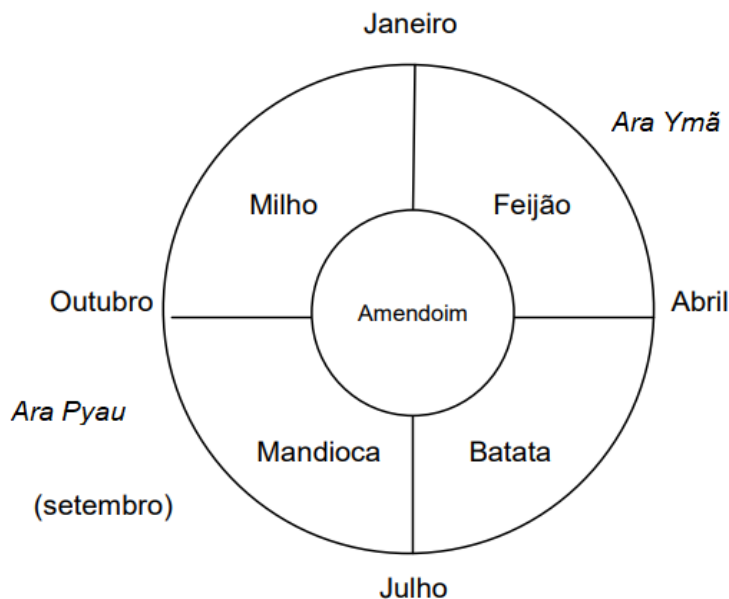 Janeiro
Ara Ymã
Milho
Feijão
Outubro
Amendoim
Abril
Ara Pyau
Mandioca
Batata
(setembro)
Julho